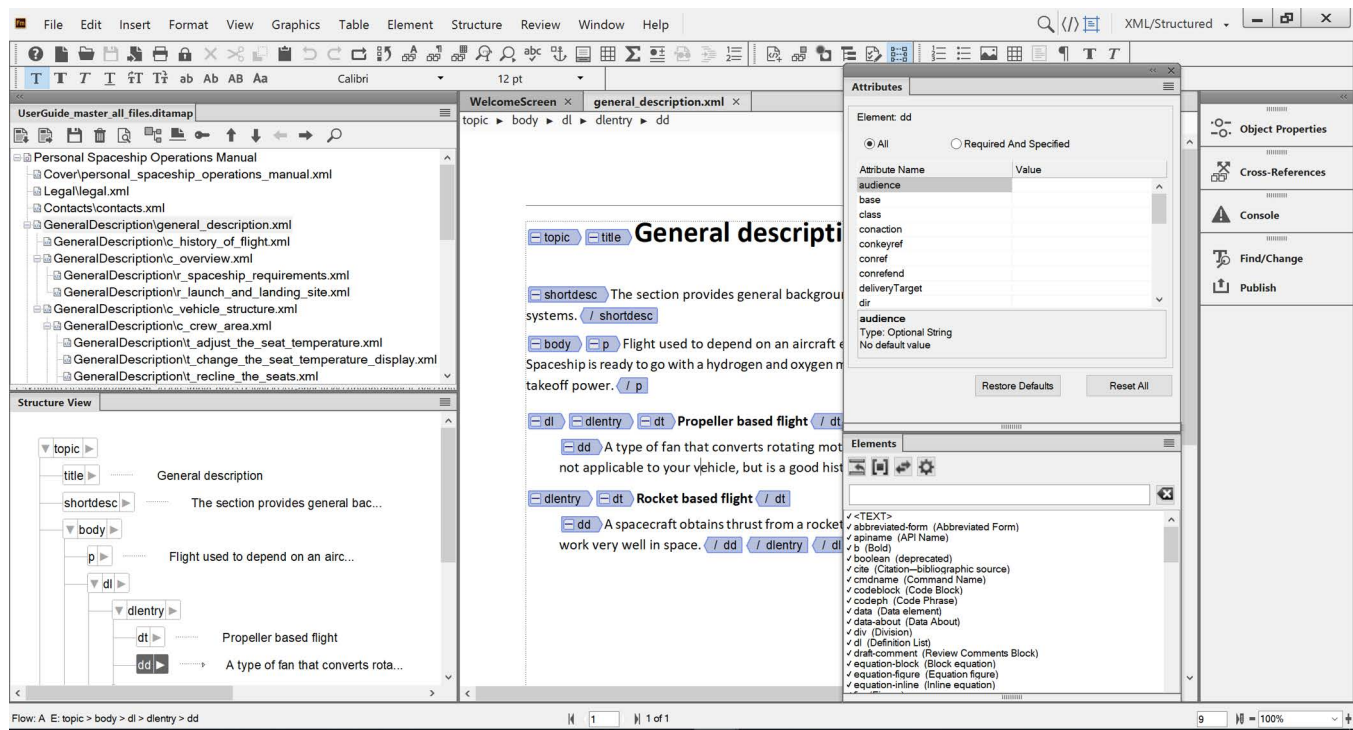 Fm File Edit Insert Format View Graphics Table Element Structure Review Window Help XML/Structured
T T T T ab Ab AB Aa Calibri 12 pt
UserGuide_master_all_files.ditamap
Personal Spaceship Operations Manual
Cover\personal_spaceship_operations_manual.xml
Legal\legal.xml
Contacts\contacts.xml
GeneralDescription\general_description.xml
GeneralDescription\c_history_of_flight.xml
GeneralDescription\c_overview.xml
GeneralDescription\r_spaceship_requirements.xml
GeneralDescription\r_launch_and_landing_site.xml
GeneralDescription\c_vehicle_structure.xml
GeneralDescription\c_crew_area.xml
GeneralDescription\t_adjust_the_seat_temperature.xml
GeneralDescription\t_change_the_seat_temperature_display.xml
GeneralDescription\t_recline_the_seats.xml
Structure View
topic
title General description
shortdesc The section provides general bac...
body
p Flight used to depend on an airc...
dl
dlentry
dt Propeller based flight
dd A type of fan that converts rota...
WelcomeScreen × general_description.xml ×
topic ► body ► dl ► dlentry ► dd
topic title General descripti
shortdesc The section provides general backgrou
systems. / shortdesc
body p Flight used to depend on an aircraft e
Spaceship is ready to go with a hydrogen and oxygen m
takeoff power. / p
dl dlentry dt Propeller based flight / dt
dd A type of fan that converts rotating mot
not applicable to your vehicle, but is a good hist
dlentry dt Rocket based flight / dt
dd A spacecraft obtains thrust from a rocket
work very well in space. / dd / dlentry / dl
Attributes
Element: dd
All Required And Specified
Attribute Name Value
audience
base
class
conaction
conkeyref
conref
conrefend
deliveryTarget
dir
audience
Type: Optional String
No default value
Restore Defaults Reset All
Elements
<TEXT>
abbreviated-form (Abbreviated Form)
apiname (API Name)
b (Bold)
boolean (deprecated)
cite (Citation—bibliographic source)
cmdname (Command Name)
codeblock (Code Block)
codeph (Code Phrase)
data (Data element)
data-about (Data About)
div (Division)
dl (Definition List)
draft-comment (Review Comments Block)
equation-block (Block equation)
equation-figure (Equation figure)
equation-inline (Inline equation)
Object Properties
Cross-References
Console
Find/Change
Publish
Flow: A E: topic > body > dl > dlentry > dd 1 1 of 1 9 = 100%